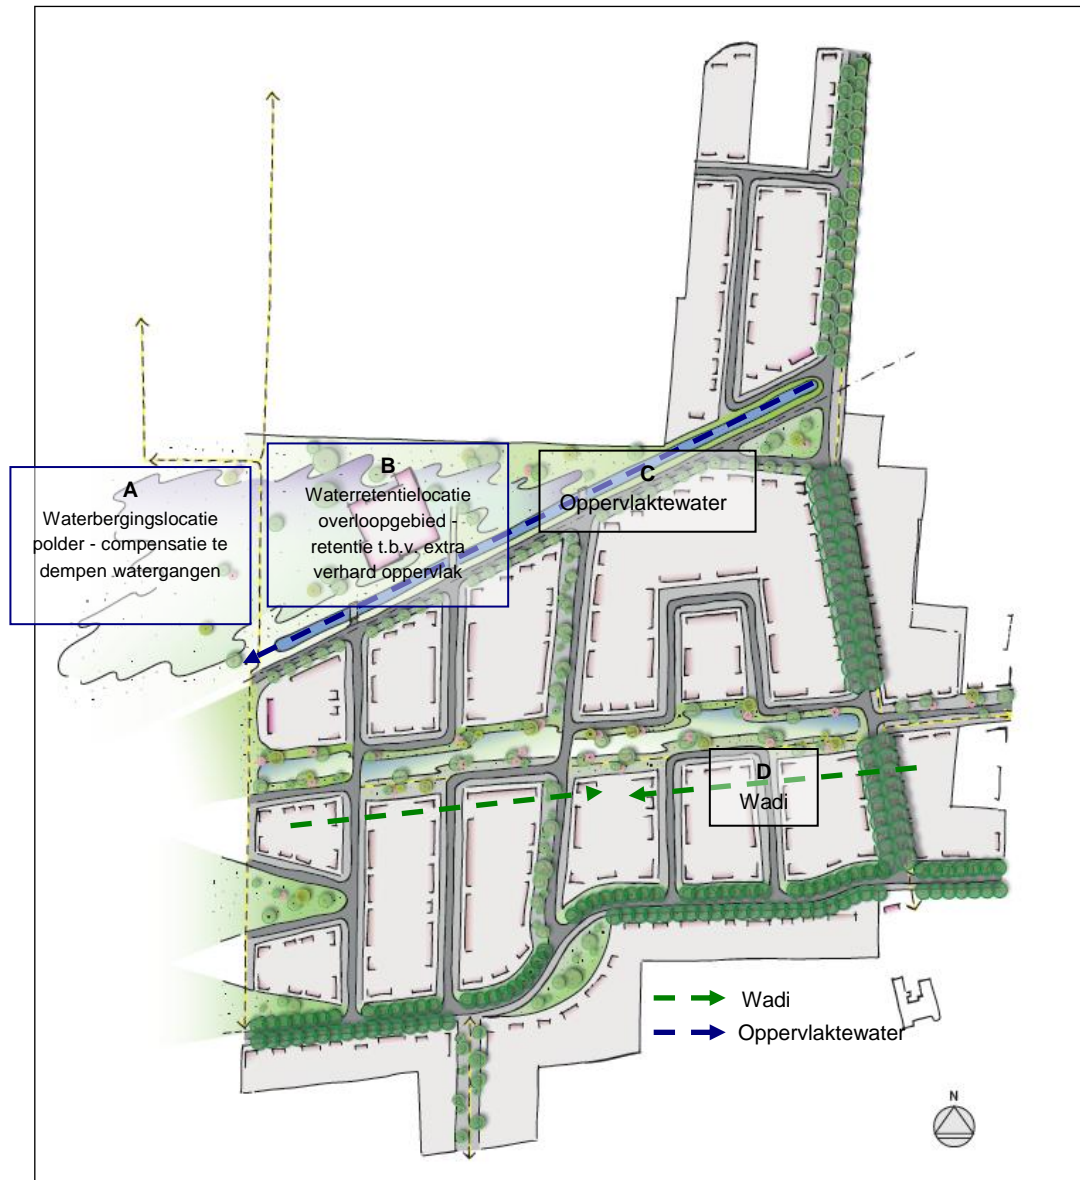 A
Waterbergingslocatie
polder - compensatie te
dempen watergangen
B
Waterretentielocatie
overloopgebied -
retentie t.b.v. extra
verhard oppervlak
C
Oppervlaktewater
D
Wadi
Wadi
Oppervlaktewater
N